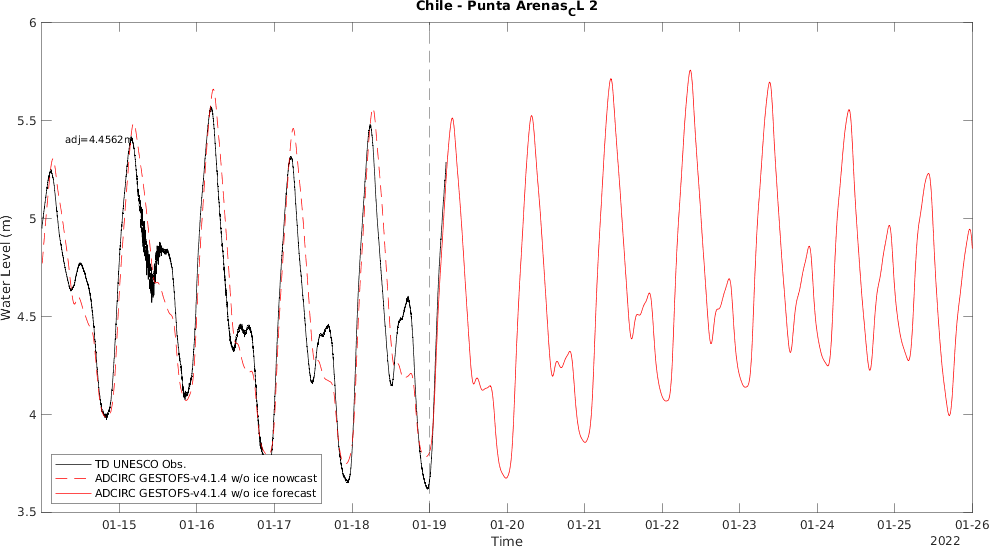 Chile - Punta ArenasCL 2
6
5.5
5
4.5
4
3.5
Water Level (m)
adj=4.4562m
TD UNESCO Obs.
ADCIRC GESTOFS-v4.1.4 w/o ice nowcast
ADCIRC GESTOFS-v4.1.4 w/o ice forecast
01-15 01-16 01-17 01-18 01-19 01-20 01-21 01-22 01-23 01-24 01-25 01-26
Time
2022